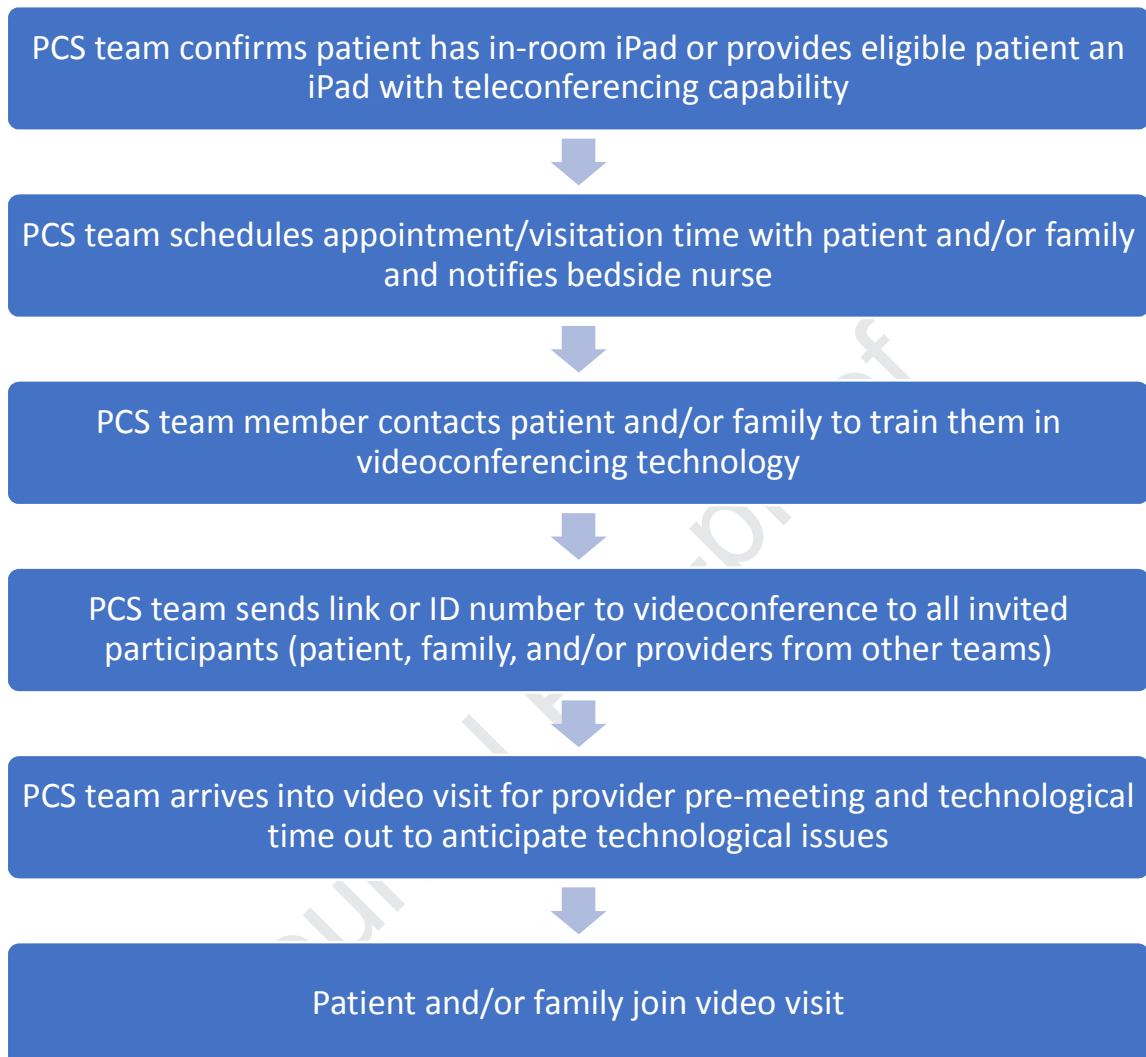 PCS team confirms patient has in-room iPad or provides eligible patient an
iPad with teleconferencing capability
PCS team schedules appointment/visitation time with patient and/or family
and notifies bedside nurse
PCS team member contacts patient and/or family to train them in
videoconferencing technology
PCS team sends link or ID number to videoconference to all invited
participants (patient, family, and/or providers from other teams)
PCS team arrives into video visit for provider pre-meeting and technological
time out to anticipate technological issues
Patient and/or family join video visit